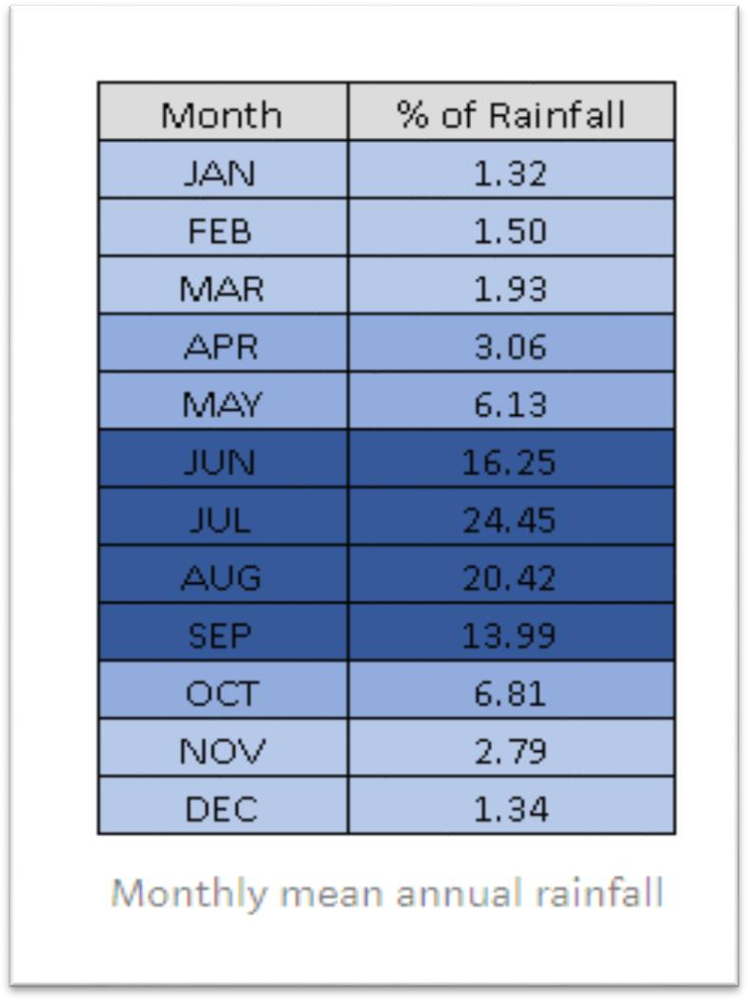 Month % of Rainfall
JAN 1.32
FEB 1.50
MAR 1.93
APR 3.06
MAY 6.13
JUN 16.25
JUL 24.45
AUG 20.42
SEP 13.99
OCT 6.81
NOV 2.79
DEC 1.34
Monthly mean annual rainfall